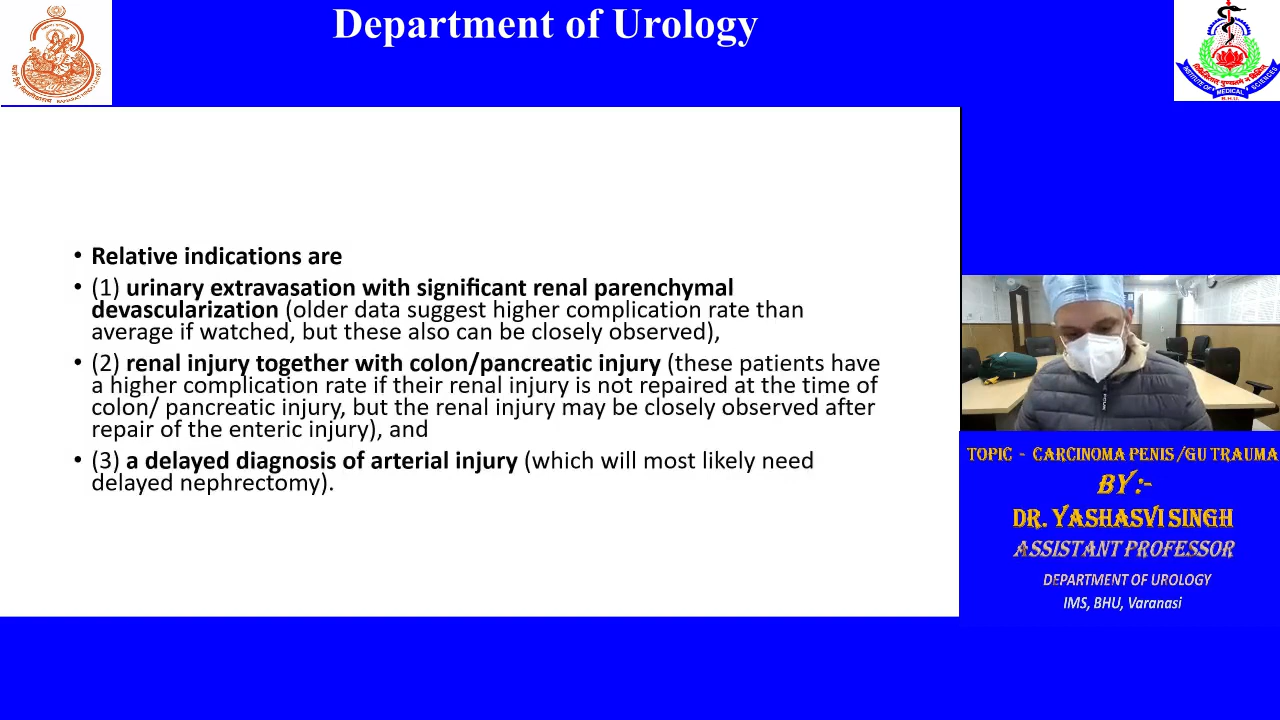 Department of Urology
INSTITUTE OF MEDICAL SCIENCES
B.H.U.
• Relative indications are
• (1) urinary extravasation with significant renal parenchymal
devascularization (older data suggest higher complication rate than
average if watched, but these also can be closely observed),
• (2) renal injury together with colon/pancreatic injury (these patients have
a higher complication rate if their renal injury is not repaired at the time of
colon/ pancreatic injury, but the renal injury may be closely observed after
repair of the enteric injury), and
• (3) a delayed diagnosis of arterial injury (which will most likely need
delayed nephrectomy).
TOPIC - CARCINOMA PENIS /GU TRAUMA
BY :-
DR. YASHASVI SINGH
ASSISTANT PROFESSOR
DEPARTMENT OF UROLOGY
IMS, BHU, Varanasi